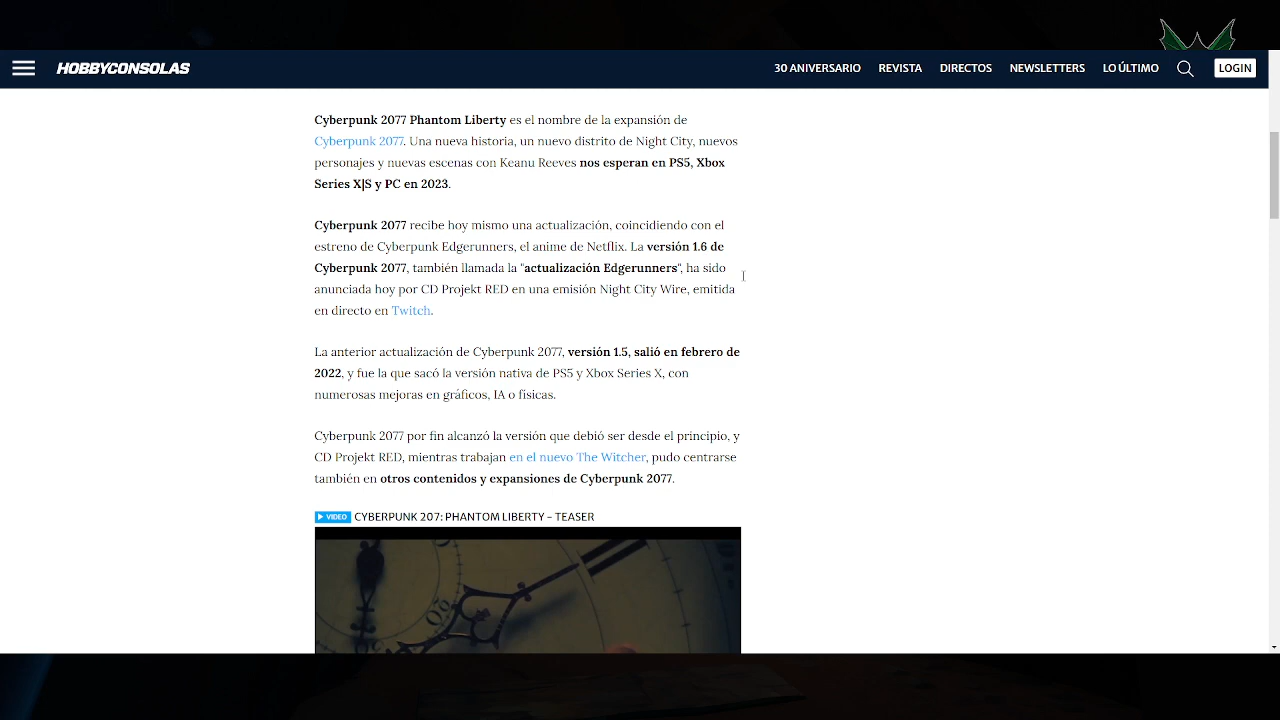 HOBBYCONSOLAS
30 ANIVERSARIO REVISTA DIRECTOS NEWSLETTERS LO ÚLTIMO LOGIN
Cyberpunk 2077 Phantom Liberty es el nombre de la expansión de
Cyberpunk 2077. Una nueva historia, un nuevo distrito de Night City, nuevos
personajes y nuevas escenas con Keanu Reeves nos esperan en PS5, Xbox
Series X|S y PC en 2023.
Cyberpunk 2077 recibe hoy mismo una actualización, coincidiendo con el
estreno de Cyberpunk Edgerunners, el anime de Netflix. La versión 1.6 de
Cyberpunk 2077, también llamada la "actualización Edgerunners", ha sido
anunciada hoy por CD Projekt RED en una emisión Night City Wire, emitida
en directo en Twitch.
La anterior actualización de Cyberpunk 2077, versión 1.5, salió en febrero de
2022, y fue la que sacó la versión nativa de PS5 y Xbox Series X, con
numerosas mejoras en gráficos, IA o físicas.
Cyberpunk 2077 por fin alcanzó la versión que debió ser desde el principio, y
CD Projekt RED, mientras trabajan en el nuevo The Witcher, pudo centrarse
también en otros contenidos y expansiones de Cyberpunk 2077.
VIDEO CYBERPUNK 207: PHANTOM LIBERTY - TEASER